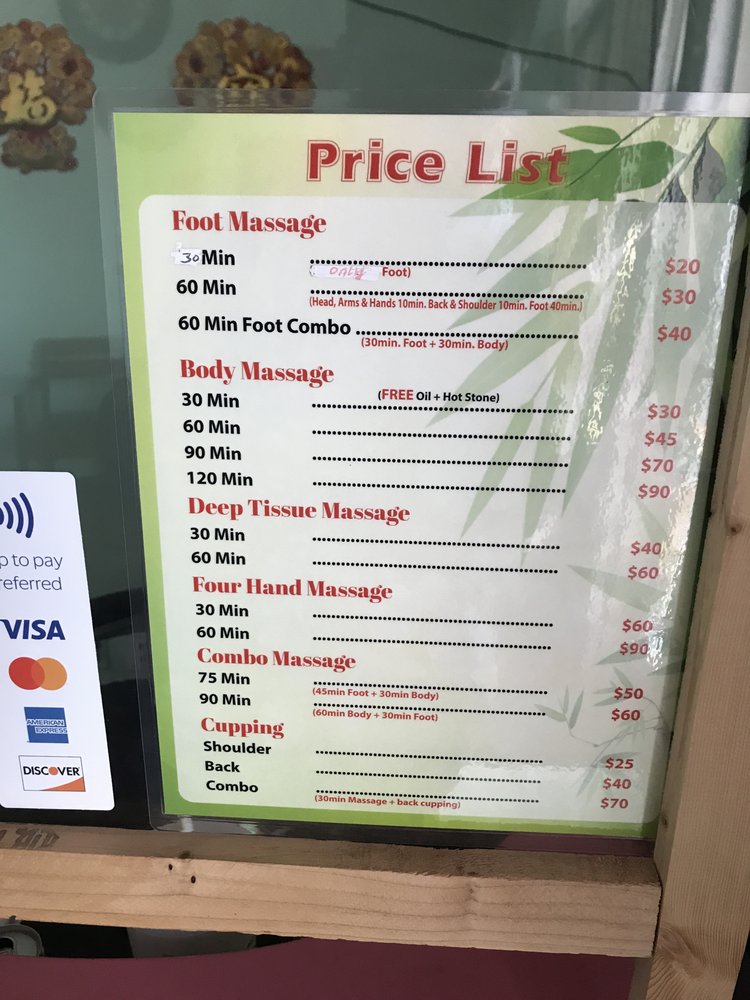 Price List
Foot Massage
30 Min ........ $20
(ONLY Foot)
60 Min ........ $30
(Head, Arms & Hands 10min. Back & Shoulder 10min. Foot 40min.)
60 Min Foot Combo ........ $40
(30min. Foot + 30min. Body)
Body Massage
(FREE Oil + Hot Stone)
30 Min ........ $30
60 Min ........ $45
90 Min ........ $70
120 Min ........ $90
Deep Tissue Massage
30 Min ........ $40
60 Min ........ $60
Four Hand Massage
30 Min ........ $60
60 Min ........ $90
Combo Massage
75 Min ........ $50
(45min Foot + 30min Body)
90 Min ........ $60
(60min Body + 30min Foot)
Cupping
Shoulder ........ $25
Back ........ $40
Combo ........ $70
(30min Massage + back cupping)
p to pay
referred
VISA
AMERICAN
EXPRESS
DISCOVER